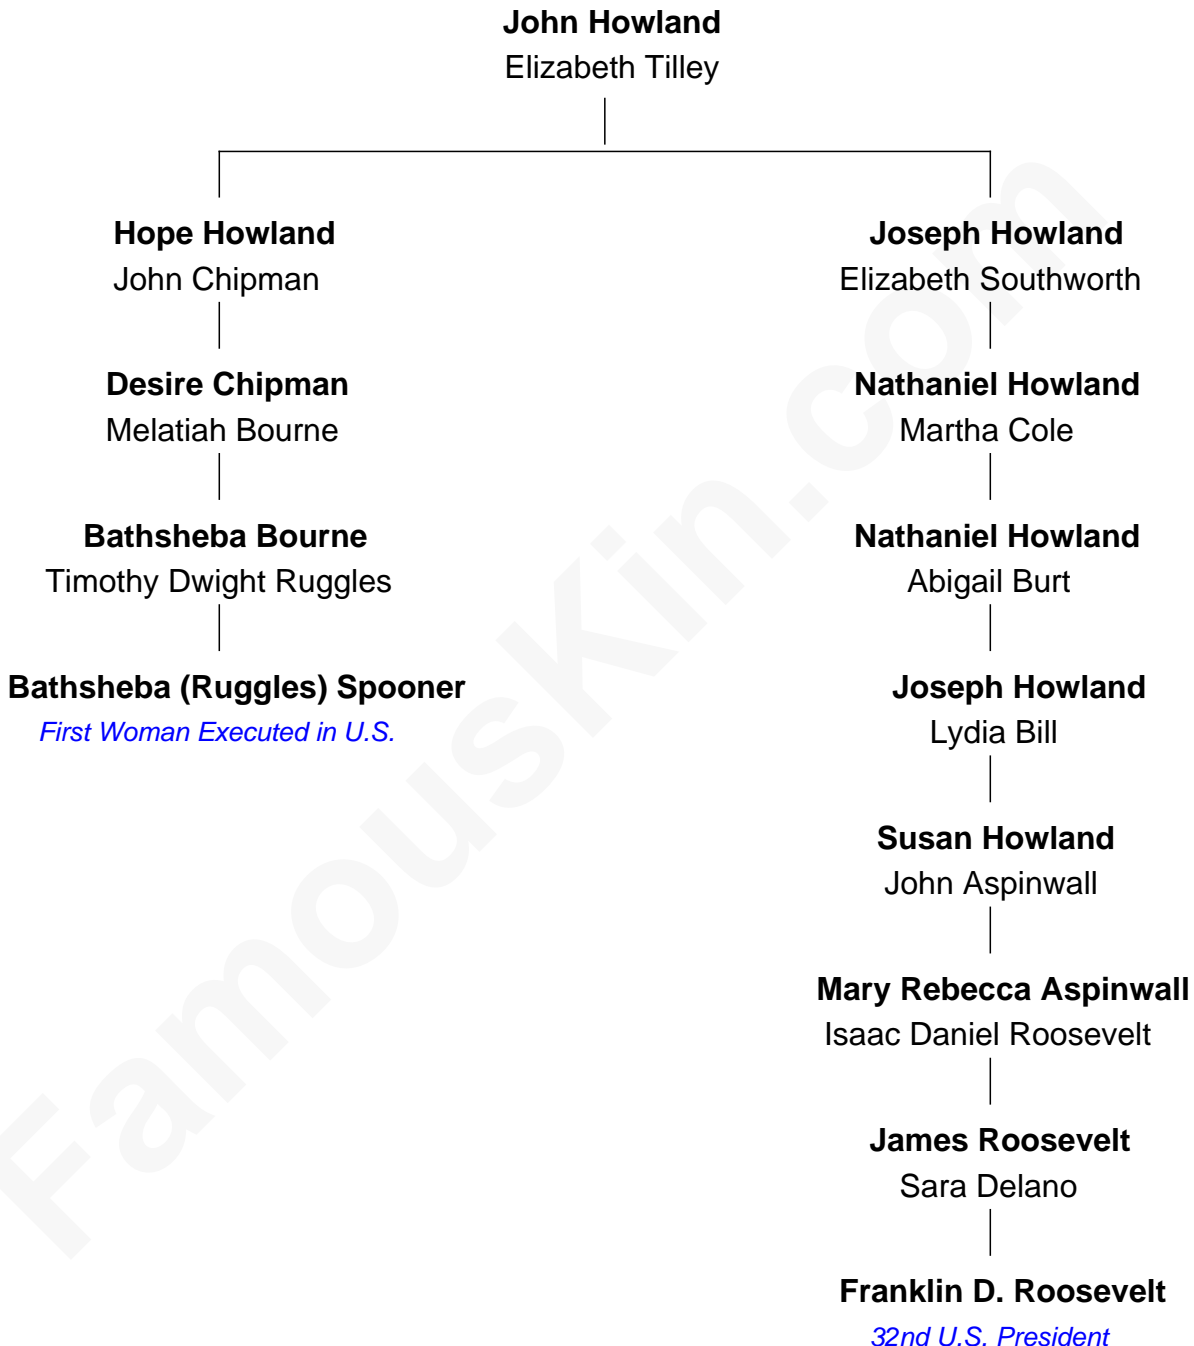 John Howland
Elizabeth Tilley
Hope Howland
John Chipman
Desire Chipman
Melatiah Bourne
Bathsheba Bourne
Timothy Dwight Ruggles
Bathsheba (Ruggles) Spooner
First Woman Executed in U.S.
Joseph Howland
Elizabeth Southworth
Nathaniel Howland
Martha Cole
Nathaniel Howland
Abigail Burt
Joseph Howland
Lydia Bill
Susan Howland
John Aspinwall
Mary Rebecca Aspinwall
Isaac Daniel Roosevelt
James Roosevelt
Sara Delano
Franklin D. Roosevelt
32nd U.S. President
FamousKin.com